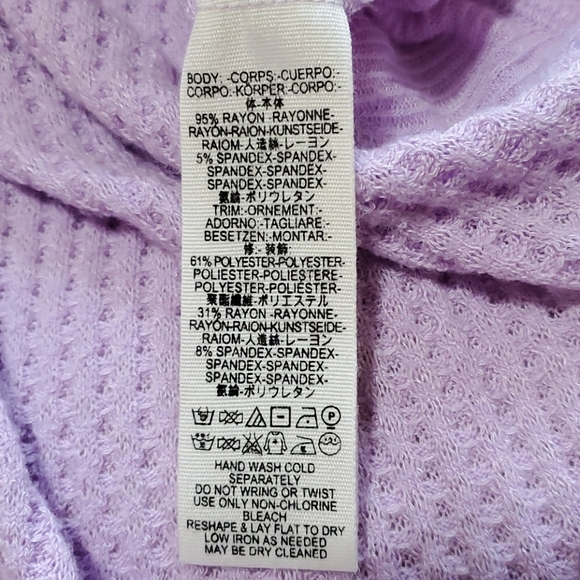 BODY: -CORPS:-CUERPO:-
CORPO:-KÖRPER:-CORPO:-
体-本体
95% RAYON -RAYONNE-
RAYON-RAION-KUNSTSEIDE-
RAIOM-人造絲-レーヨン
5% SPANDEX-SPANDEX-
SPANDEX-SPANDEX-
SPANDEX-SPANDEX-
氨綸-ポリウレタン
TRIM:-ORNEMENT:-
ADORNO:-TAGLIARE:-
BESETZEN:-MONTAR:-
修:- 装飾:
61% POLYESTER-POLYESTER-
POLIESTER-POLIESTERE-
POLYESTER-POLIÉSTER-
聚酯纖維-ポリエステル
31% RAYON -RAYONNE-
RAYON-RAION-KUNSTSEIDE-
RAIOM-人造絲-レーヨン
8% SPANDEX-SPANDEX-
SPANDEX-SPANDEX-
SPANDEX-SPANDEX-
氨綸-ポリウレタン
HAND WASH COLD
SEPARATELY
DO NOT WRING OR TWIST
USE ONLY NON-CHLORINE
BLEACH
RESHAPE & LAY FLAT TO DRY
LOW IRON AS NEEDED
MAY BE DRY CLEANED